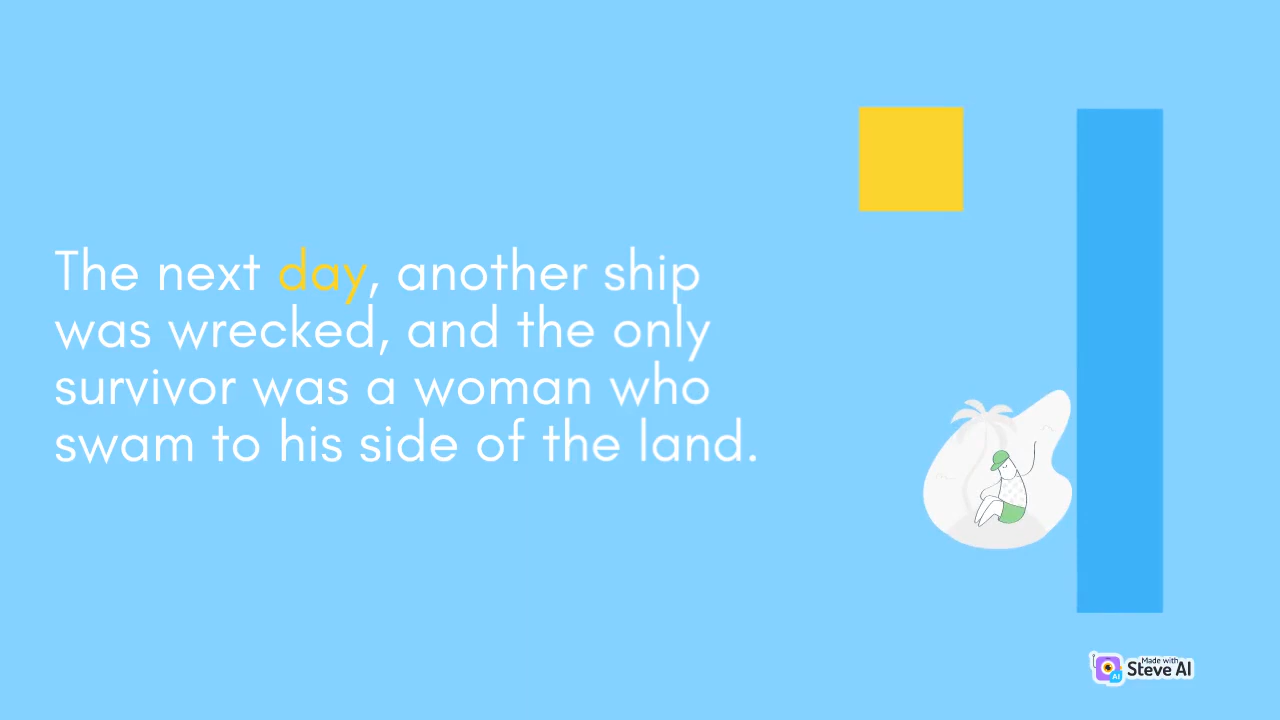 The next day, another ship
was wrecked, and the only
survivor was a woman who
swam to his side of the land.
Made with
Steve AI
AI